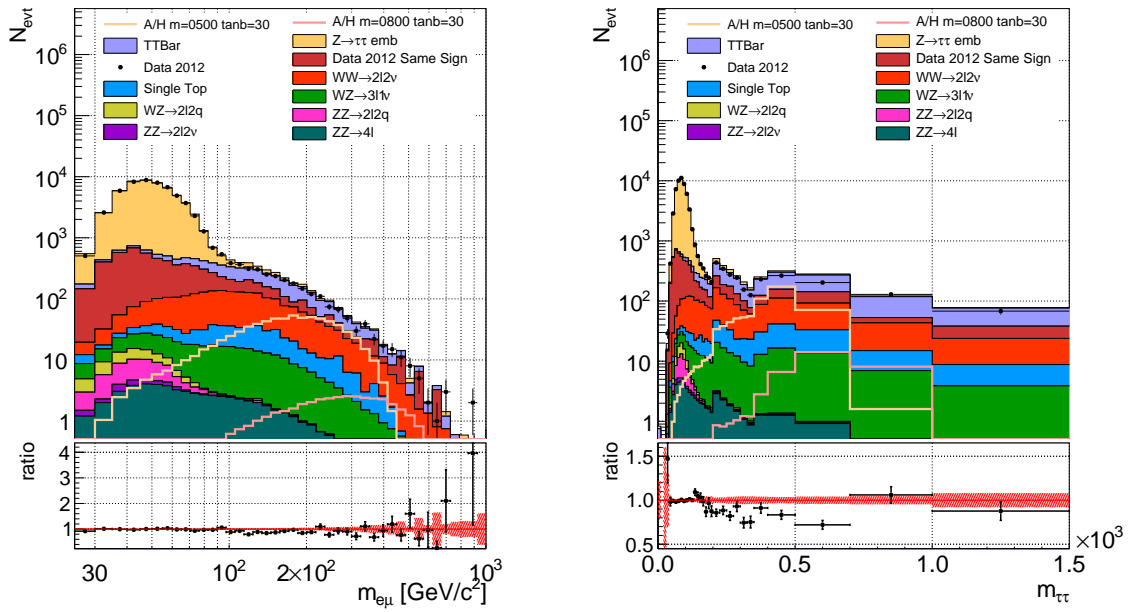 N_evt
10^6
10^5
10^4
10^3
10^2
10
1
A/H m=0500 tanb=30
TTBar
Data 2012
Single Top
WZ→2l2q
ZZ→2l2ν
A/H m=0800 tanb=30
Z→ττ emb
Data 2012 Same Sign
WW→2l2ν
WZ→3l1ν
ZZ→2l2q
ZZ→4l
ratio
4
3
2
1
30
10^2
2×10^2
10^3
m_eμ [GeV/c^2]
N_evt
10^6
10^5
10^4
10^3
10^2
10
1
A/H m=0500 tanb=30
TTBar
Data 2012
Single Top
WZ→2l2q
ZZ→2l2ν
A/H m=0800 tanb=30
Z→ττ emb
Data 2012 Same Sign
WW→2l2ν
WZ→3l1ν
ZZ→2l2q
ZZ→4l
ratio
1.5
1.0
0.5
0.0
0.5
1.0
1.5
×10^3
m_ττ